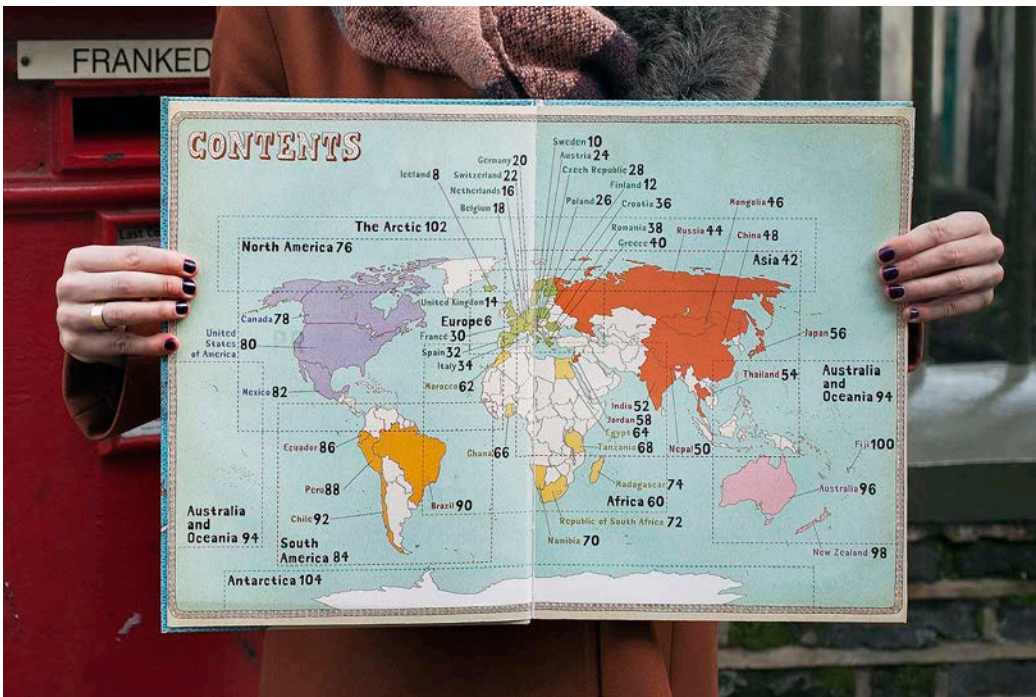 FRANKED
CONTENTS
Sweden 10
Germany 20
Austria 24
Iceland 8
Switzerland 22
Czech Republic 28
Netherlands 16
Finland 12
Belgium 18
Poland 26
Croatia 36
Mongolia 46
The Arctic 102
Romania 38
Russia 44
China 48
North America 76
Greece 40
Asia 42
United Kingdom 14
Canada 78
Europe 6
United
States 80
of America
France 30
Japan 56
Spain 32
Italy 34
Thailand 54
Australia
and
Oceania 94
Mexico 82
Morocco 62
India 52
Jordan 58
Egypt 64
Ecuador 86
Ghana 66
Tanzania 68
Nepal 50
Fiji 100
Peru 88
Madagascar 74
Australia 96
Brazil 90
Africa 60
Chile 92
Republic of South Africa 72
Australia
and
Oceania 94
South
America 84
Namibia 70
New Zealand 98
Antarctica 104